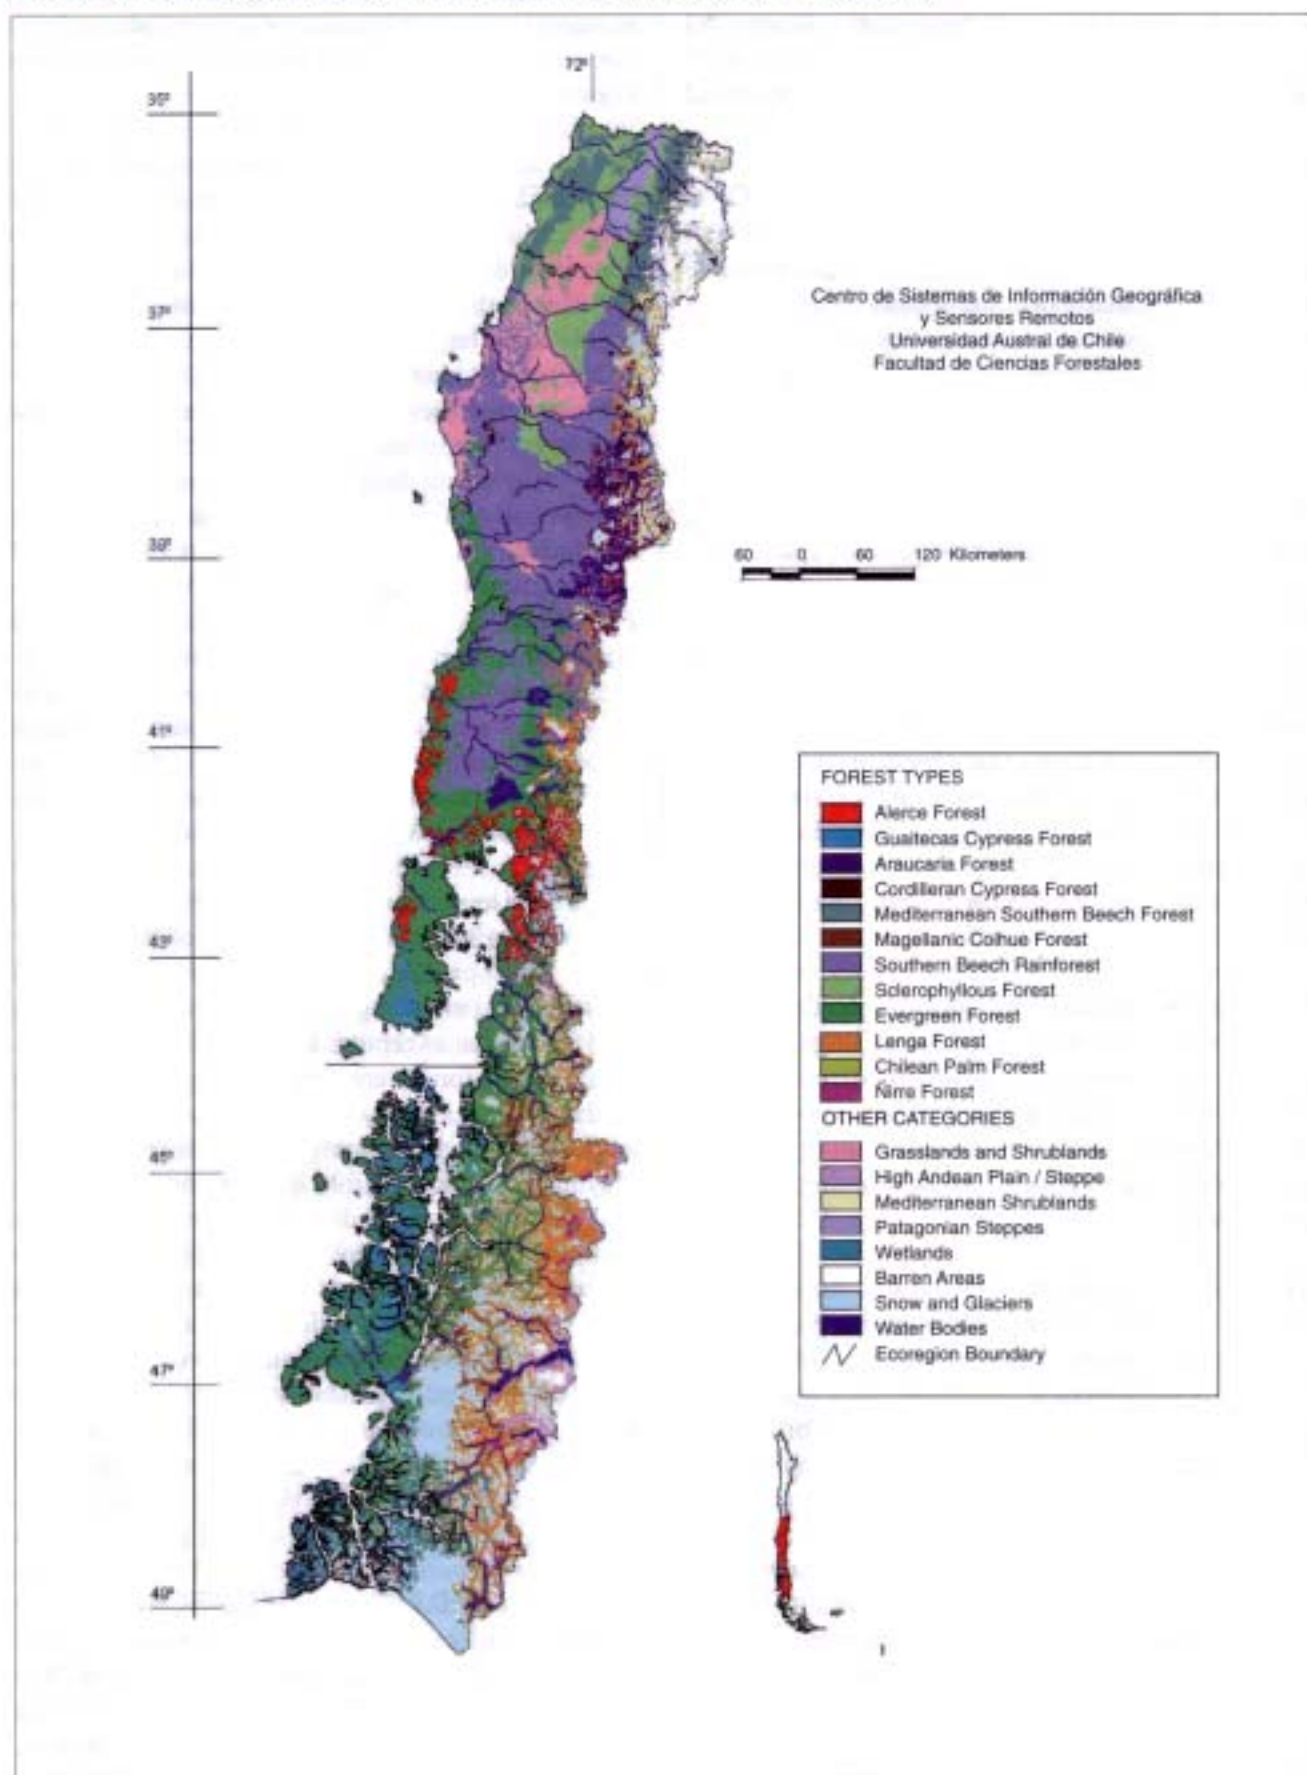 72°
35°
37°
39°
41°
43°
45°
47°
49°
Centro de Sistemas de Información Geográfica
y Sensores Remotos
Universidad Austral de Chile
Facultad de Ciencias Forestales
60 0 60 120 Kilometers
FOREST TYPES
Alerce Forest
Guaitecas Cypress Forest
Araucaria Forest
Cordilleran Cypress Forest
Mediterranean Southern Beech Forest
Magellanic Coihue Forest
Southern Beech Rainforest
Sclerophyllous Forest
Evergreen Forest
Lenga Forest
Chilean Palm Forest
Ñirre Forest
OTHER CATEGORIES
Grasslands and Shrublands
High Andean Plain / Steppe
Mediterranean Shrublands
Patagonian Steppes
Wetlands
Barren Areas
Snow and Glaciers
Water Bodies
Ecoregion Boundary